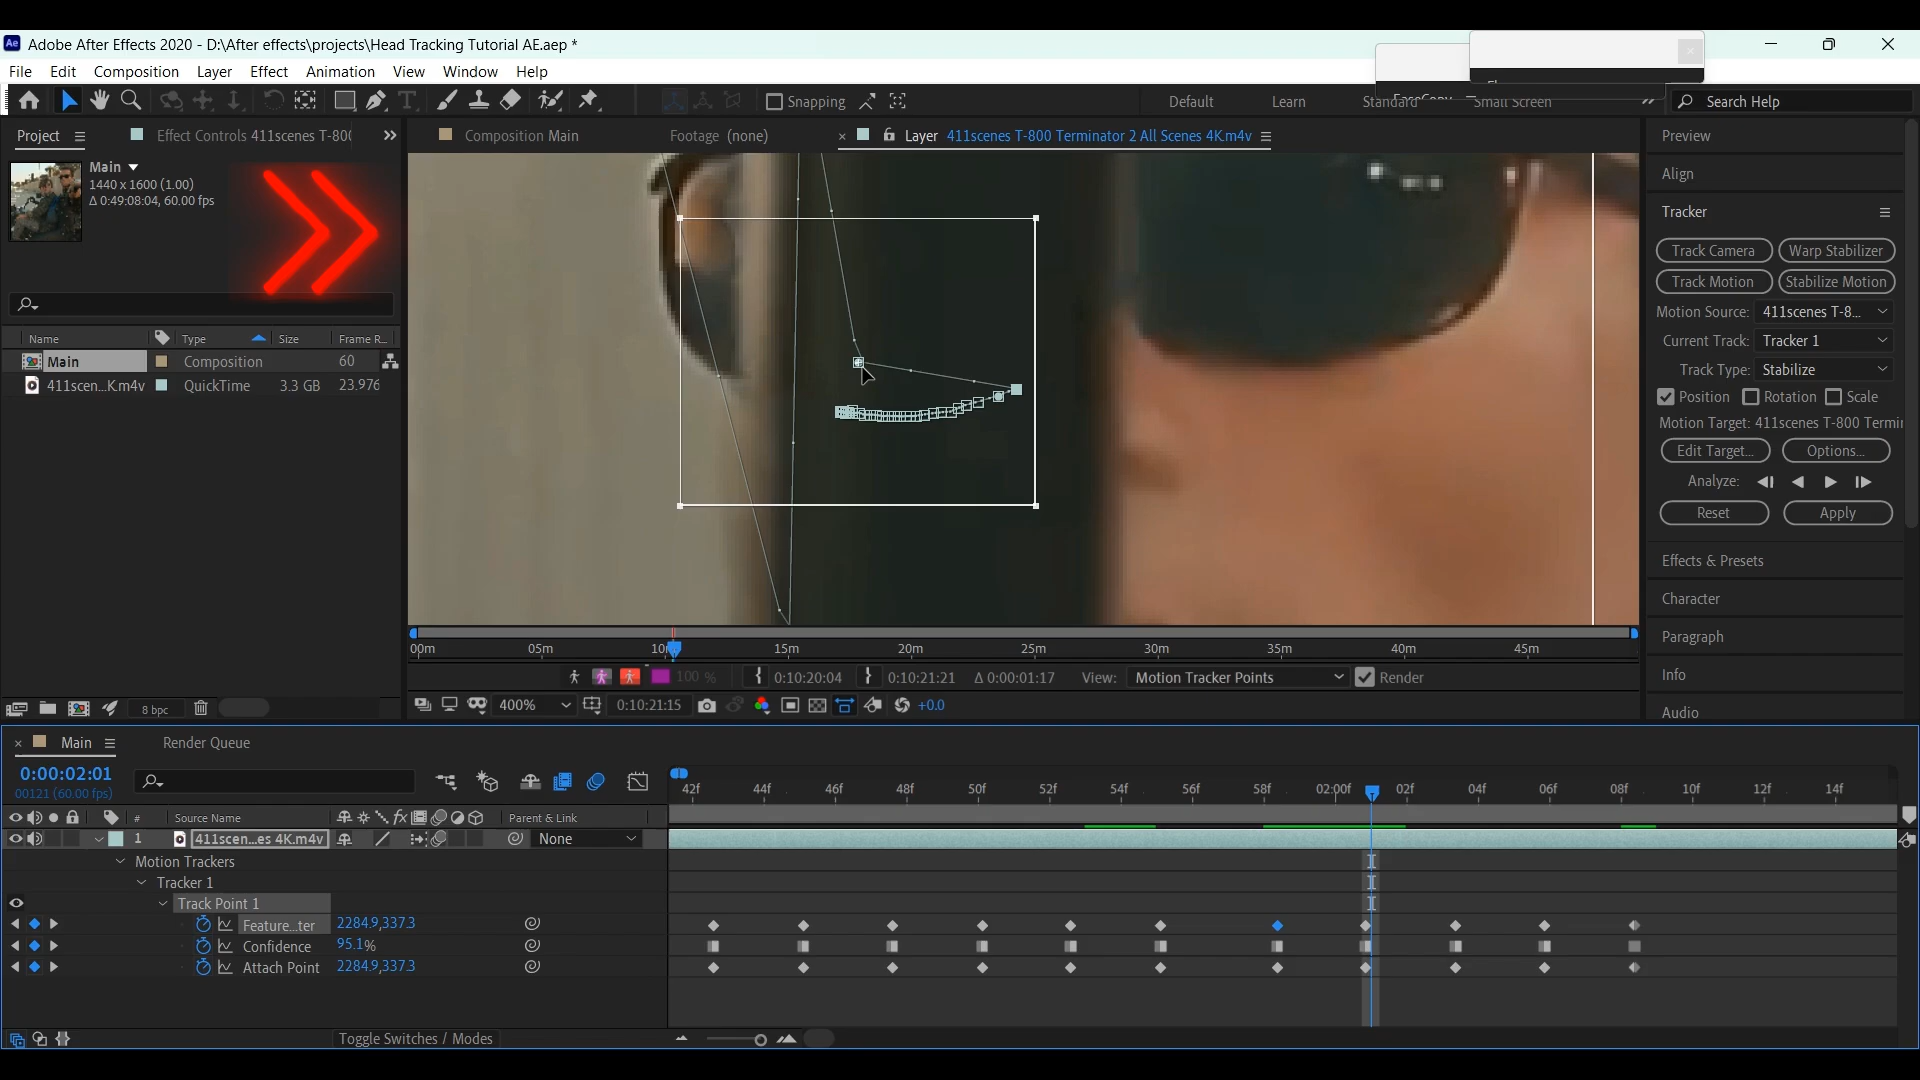 Adobe After Effects 2020 - D:\After effects\projects\Head Tracking Tutorial AE.aep *
File Edit Composition Layer Effect Animation View Window Help
Snapping Default Learn Standard Small Screen Search Help
Project Effect Controls 411scenes T-80
Composition Main Footage (none) Layer 411scenes T-800 Terminator 2 All Scenes 4K.m4v
Main
1440 x 1600 (1.00)
Δ 0:49:08:04, 60.00 fps
Name Type Size Frame R...
Main Composition 60
411scen...K.m4v QuickTime 3.3 GB 23.976
8 bpc
Preview
Align
Tracker
Track Camera Warp Stabilizer
Track Motion Stabilize Motion
Motion Source: 411scenes T-8...
Current Track: Tracker 1
Track Type: Stabilize
Position Rotation Scale
Motion Target: 411scenes T-800 Termi
Edit Target... Options...
Analyze:
Reset Apply
Effects & Presets
Character
Paragraph
Info
Audio
00m 05m 10m 15m 20m 25m 30m 35m 40m 45m
100 % 0:10:20:04 0:10:21:21 Δ 0:00:01:17 View: Motion Tracker Points Render
400% 0:10:21:15 +0.0
Main Render Queue
0:00:02:01
00121 (60.00 fps)
42f 44f 46f 48f 50f 52f 54f 56f 58f 02:00f 02f 04f 06f 08f 10f 12f 14f
# Source Name fx Parent & Link
1 411scen...es 4K.m4v None
Motion Trackers
Tracker 1
Track Point 1
Feature...ter 2284.9,337.3
Confidence 95.1%
Attach Point 2284.9,337.3
Toggle Switches / Modes